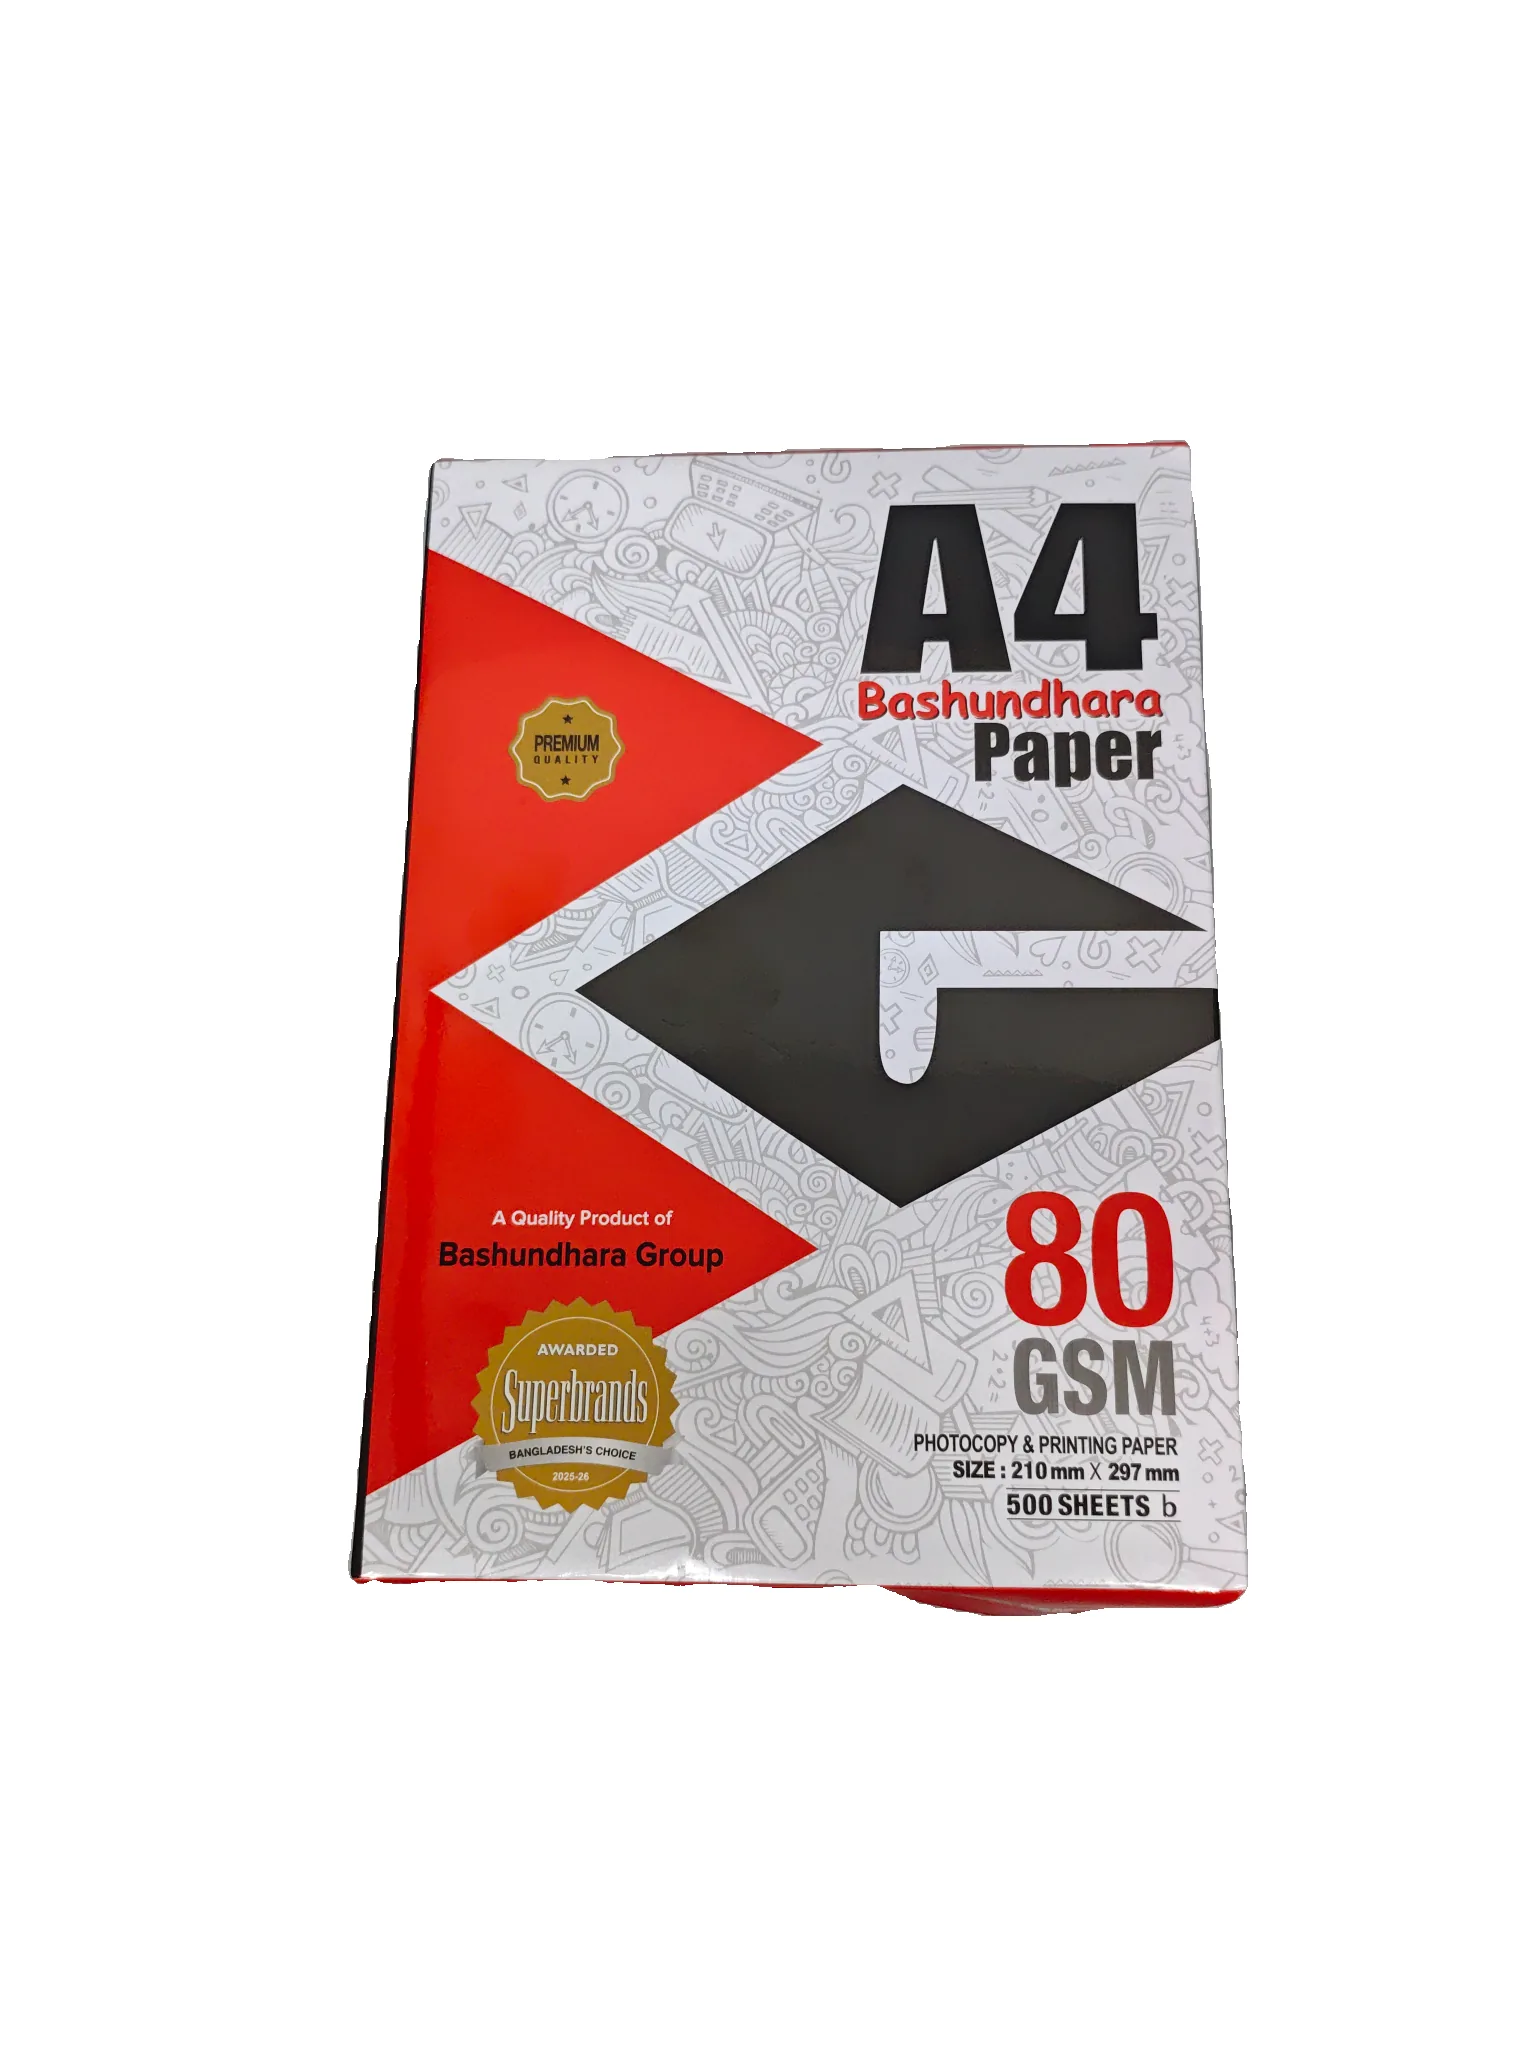 A4
Bashundhara
Paper
PREMIUM
QUALITY
A Quality Product of
Bashundhara Group
AWARDED
Superbrands
BANGLADESH'S CHOICE
2025-26
80
GSM
PHOTOCOPY & PRINTING PAPER
SIZE : 210 mm X 297 mm
500 SHEETS b